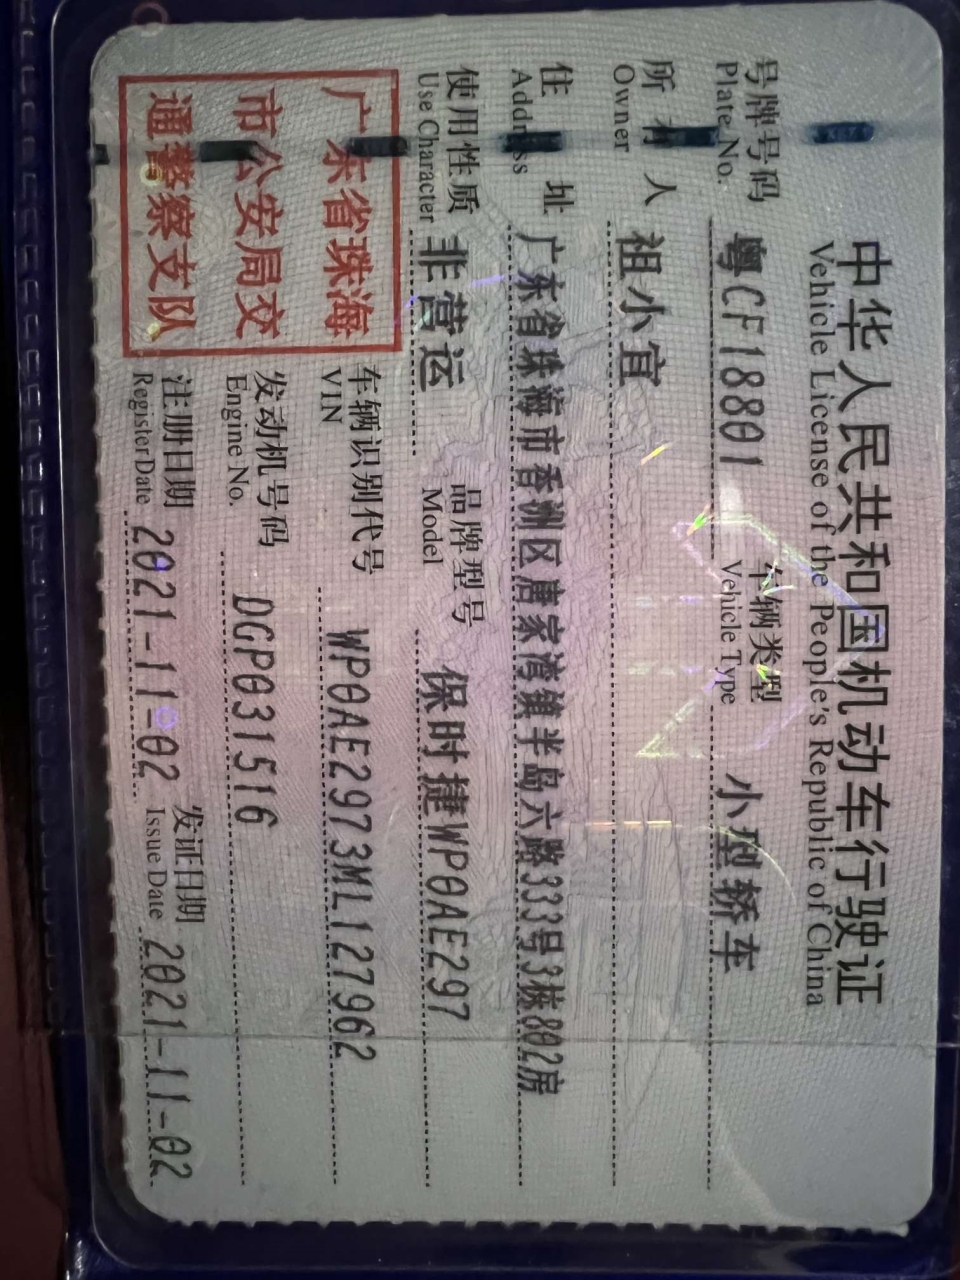 中华人民共和国机动车行驶证
Vehicle License of the People's Republic of China
号牌号码 粤CF18801 车辆类型 小型轿车
Plate No. Vehicle Type
所有人 祖小宜
Owner
住址 广东省珠海市香洲区唐家湾镇半岛六路333号3栋802房
Address
使用性质 非营运 品牌型号 保时捷WP0AE297
Use Character Model
广东省珠海
市公安局交
通警察支队
车辆识别代号 WP0AE2973ML127962
VIN
发动机号码 DGP031516
Engine No.
注册日期 2021-11-02 发证日期 2021-11-02
Register Date Issue Date